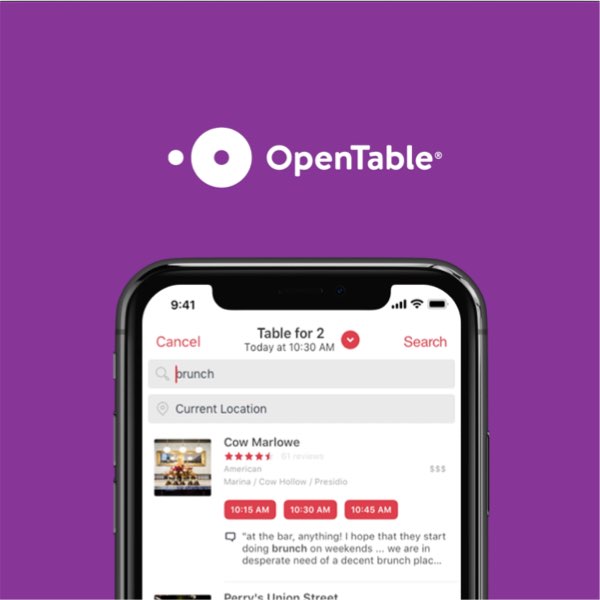 OpenTable®
9:41
Cancel
Table for 2
Today at 10:30 AM
Search
brunch
Current Location
Cow Marlowe
61 reviews
American
$$$
Marina / Cow Hollow / Presidio
10:15 AM
10:30 AM
10:45 AM
"at the bar, anything! I hope that they start
doing brunch on weekends ... we are in
desperate need of a decent brunch plac...
Perry's Union Street